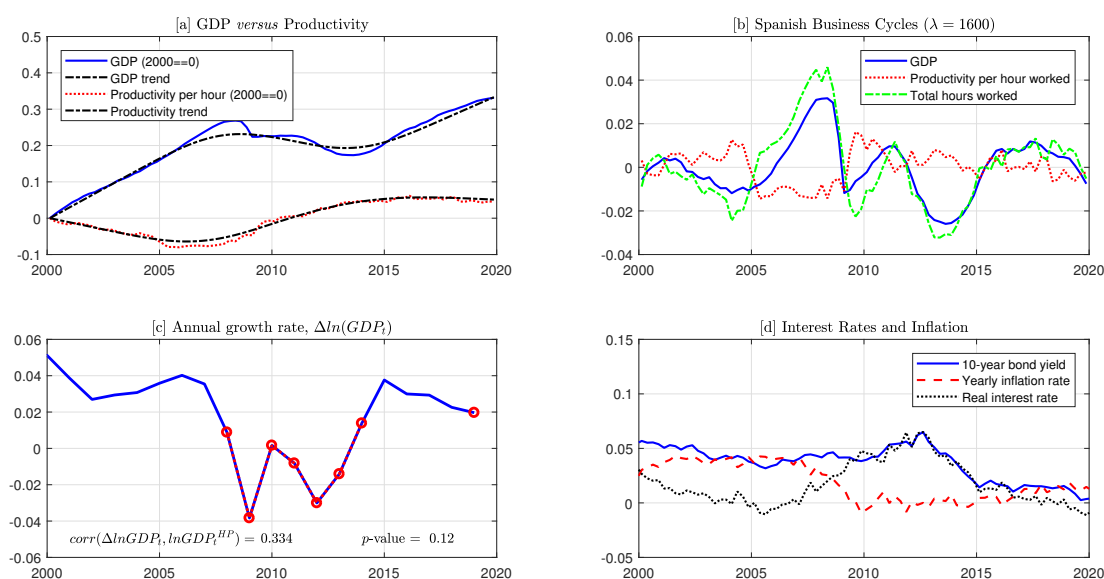 [a] GDP versus Productivity
0.5
0.4
0.3
0.2
0.1
0
-0.1
2000 2005 2010 2015 2020
GDP (2000==0)
GDP trend
Productivity per hour (2000==0)
Productivity trend
[b] Spanish Business Cycles (λ = 1600)
0.06
0.04
0.02
0
-0.02
-0.04
2000 2005 2010 2015 2020
GDP
Productivity per hour worked
Total hours worked
[c] Annual growth rate, Δln(GDP_t)
0.06
0.04
0.02
0
-0.02
-0.04
-0.06
2000 2005 2010 2015 2020
corr(ΔlnGDP_t, lnGDP_t^HP) = 0.334 p-value = 0.12
[d] Interest Rates and Inflation
0.15
0.1
0.05
0
-0.05
2000 2005 2010 2015 2020
10-year bond yield
Yearly inflation rate
Real interest rate